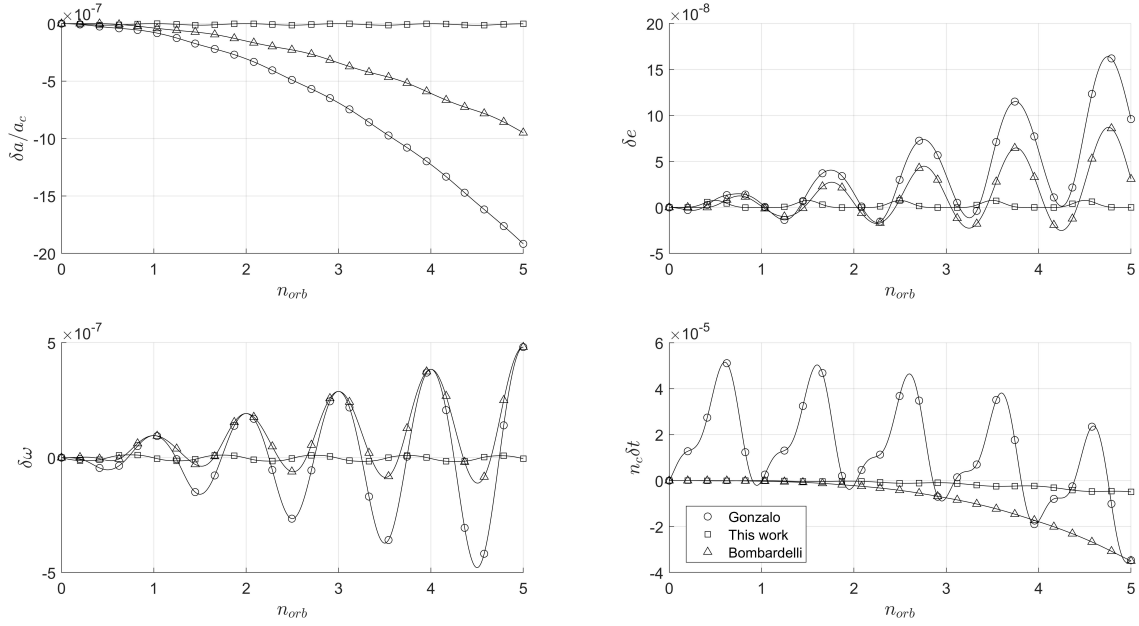 ×10⁻⁷
0
-5
-10
-15
-20
δa/a_c
0 1 2 3 4 5
n_orb
×10⁻⁸
20
15
10
5
0
-5
δe
0 1 2 3 4 5
n_orb
×10⁻⁷
5
0
-5
δω
0 1 2 3 4 5
n_orb
×10⁻⁵
6
4
2
0
-2
-4
n_cδt
Gonzalo
This work
Bombardelli
0 1 2 3 4 5
n_orb